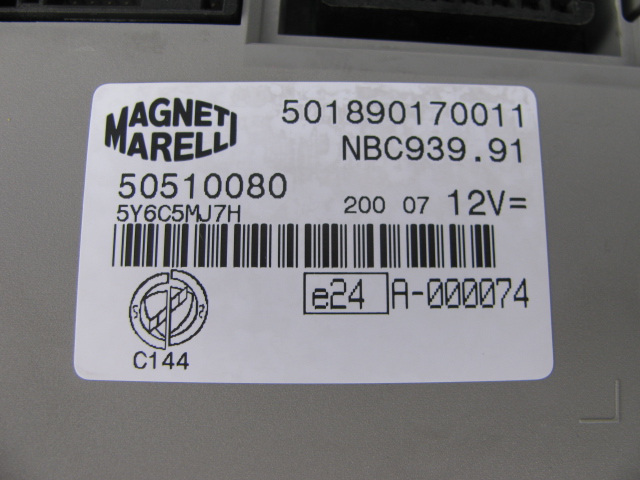 MAGNETI
MARELLI
501890170011
NBC939.91
50510080
5Y6C5MJ7H
200 07 12V=
e24 A-000074
C144